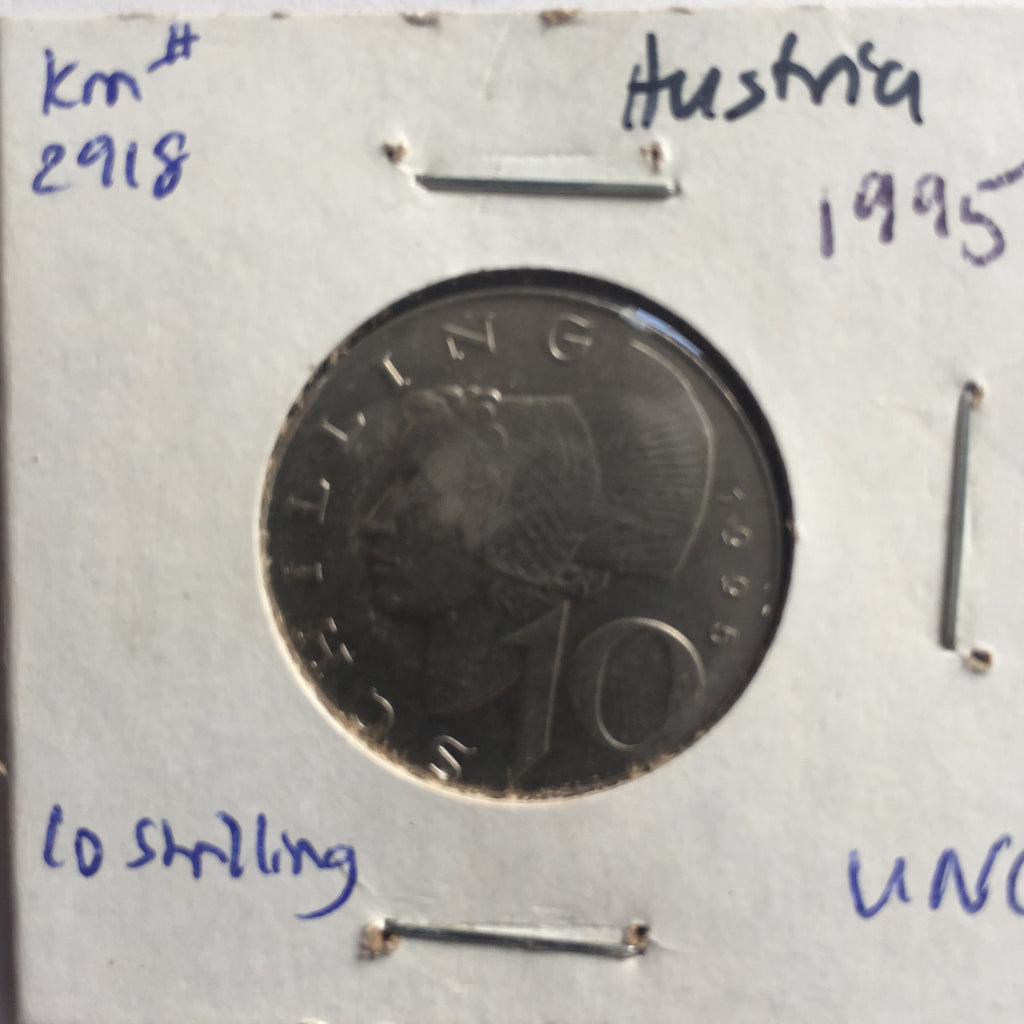 Km #
2918
Austria
1995
SCHILLING
1995
10
10 Shilling
UNC